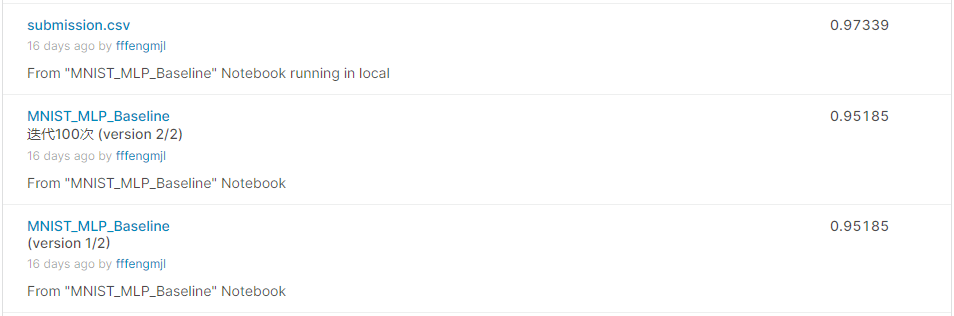 submission.csv 0.97339
16 days ago by fffengmjl
From "MNIST_MLP_Baseline" Notebook running in local
MNIST_MLP_Baseline 0.95185
迭代100次 (version 2/2)
16 days ago by fffengmjl
From "MNIST_MLP_Baseline" Notebook
MNIST_MLP_Baseline 0.95185
(version 1/2)
16 days ago by fffengmjl
From "MNIST_MLP_Baseline" Notebook